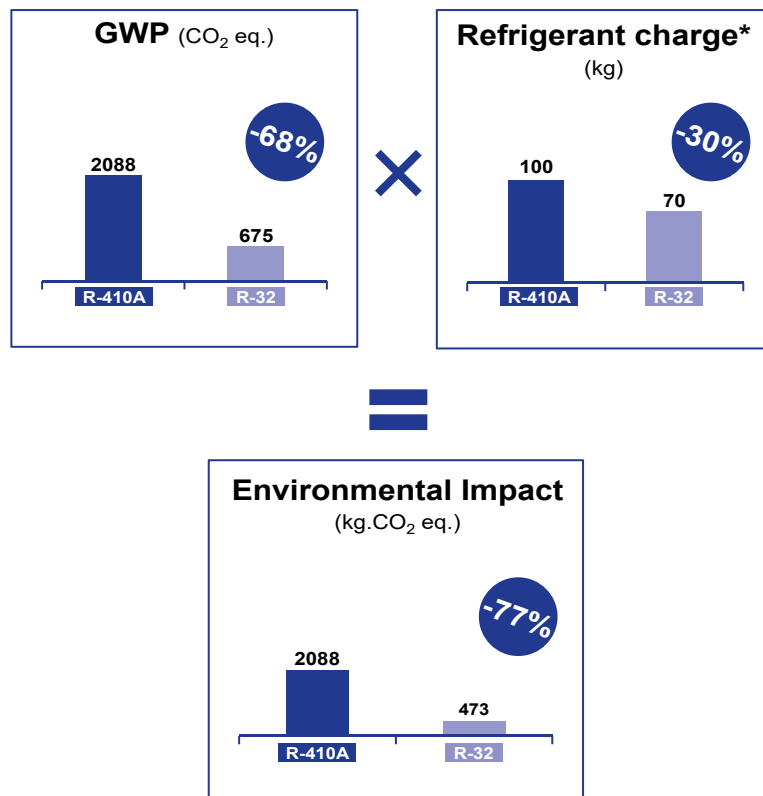 GWP (CO₂ eq.)
-68%
2088
675
R-410A
R-32
×
Refrigerant charge*
(kg)
-30%
100
70
R-410A
R-32
=
Environmental Impact
(kg.CO₂ eq.)
-77%
2088
473
R-410A
R-32